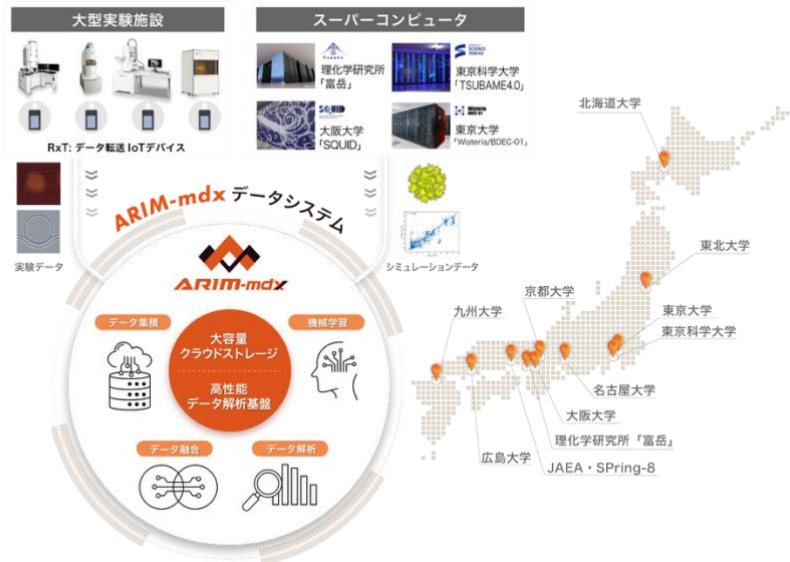 大型実験施設
RxT: データ転送 IoTデバイス
スーパーコンピュータ
理化学研究所
「富岳」
SCIENCE
TOKYO
東京科学大学
「TSUBAME4.0」
SQUID
大阪大学
「SQUID」
Wisteria
BDEC-01
東京大学
「Wisteria/BDEC-01」
実験データ
シミュレーションデータ
ARIM-mdx データシステム
ARIM-mdx
データ集積
機械学習
大容量
クラウドストレージ
高性能
データ解析基盤
データ融合
データ解析
北海道大学
東北大学
京都大学
九州大学
東京大学
東京科学大学
名古屋大学
大阪大学
理化学研究所「富岳」
広島大学
JAEA・SPring-8